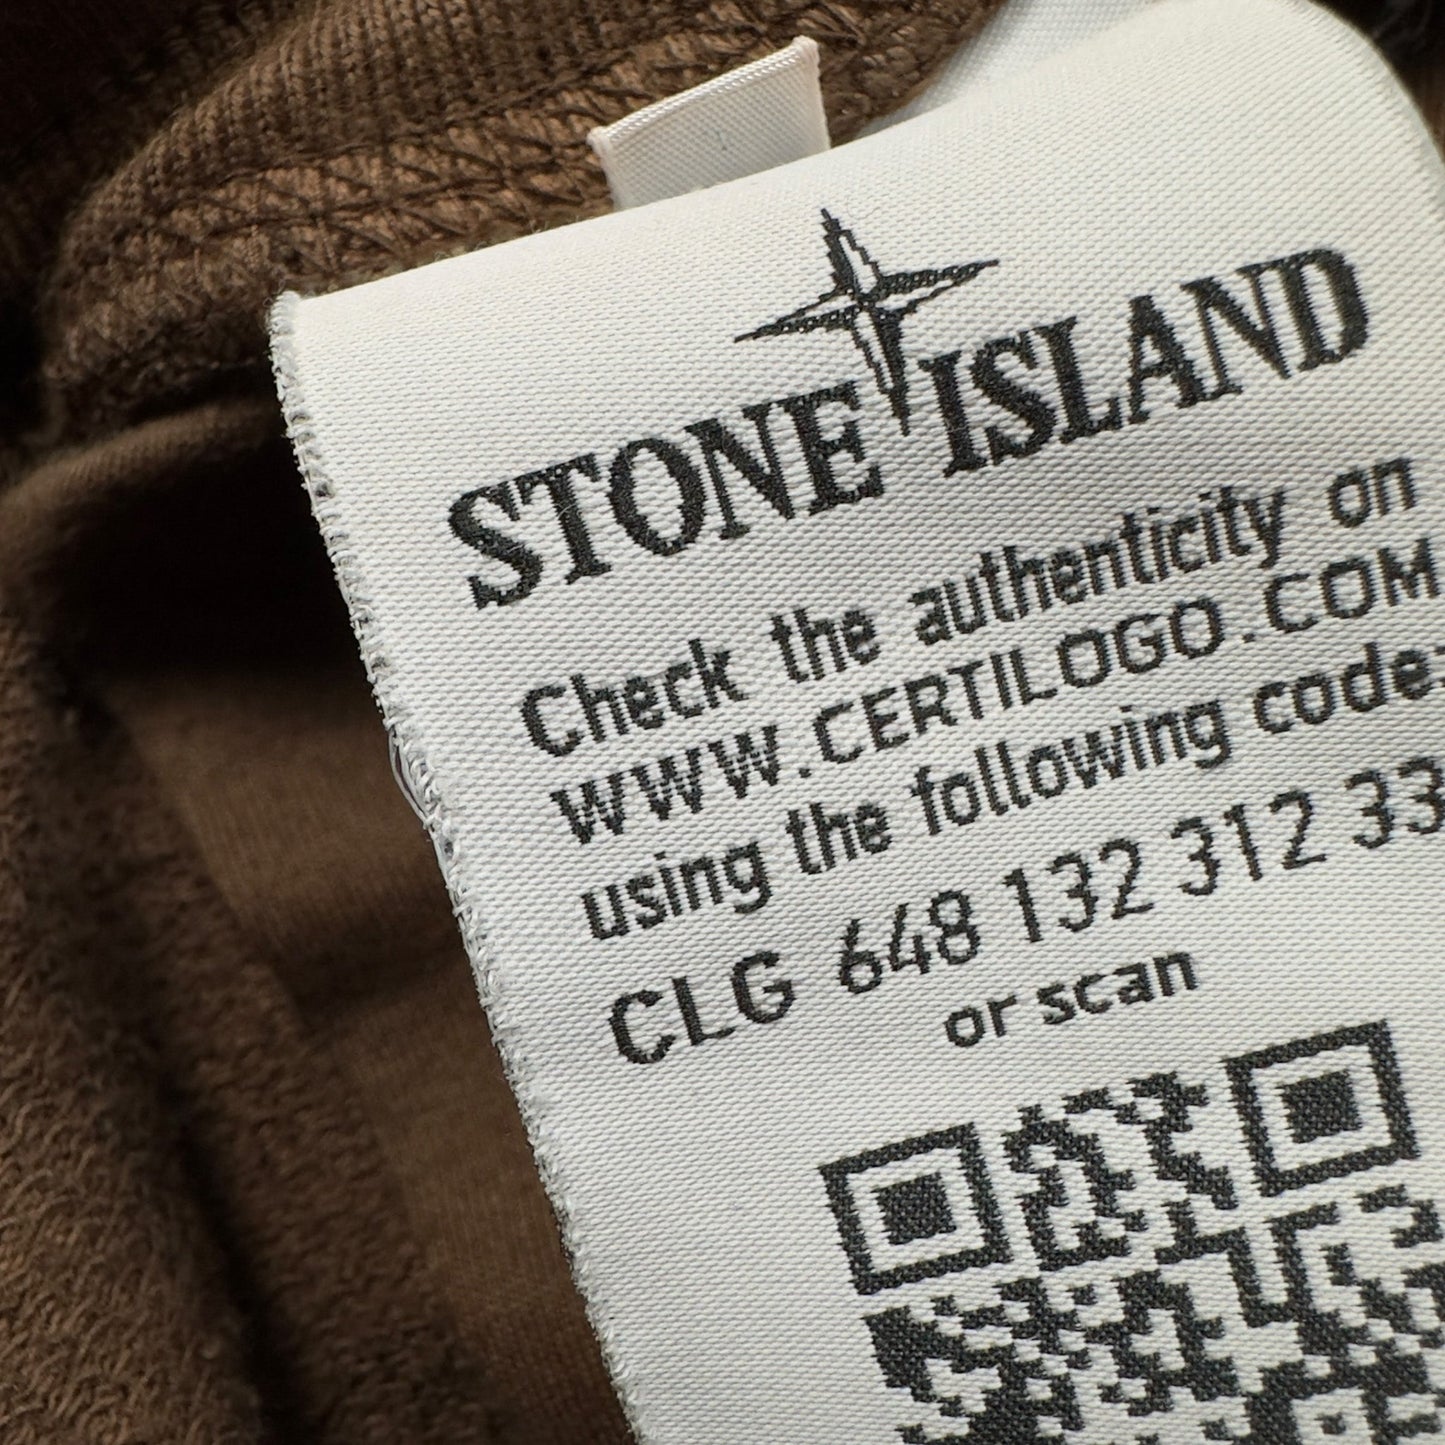 STONE ISLAND
Check the authenticity on
WWW.CERTILOGO.COM
using the following code:
CLG 648 132 312 33
or scan